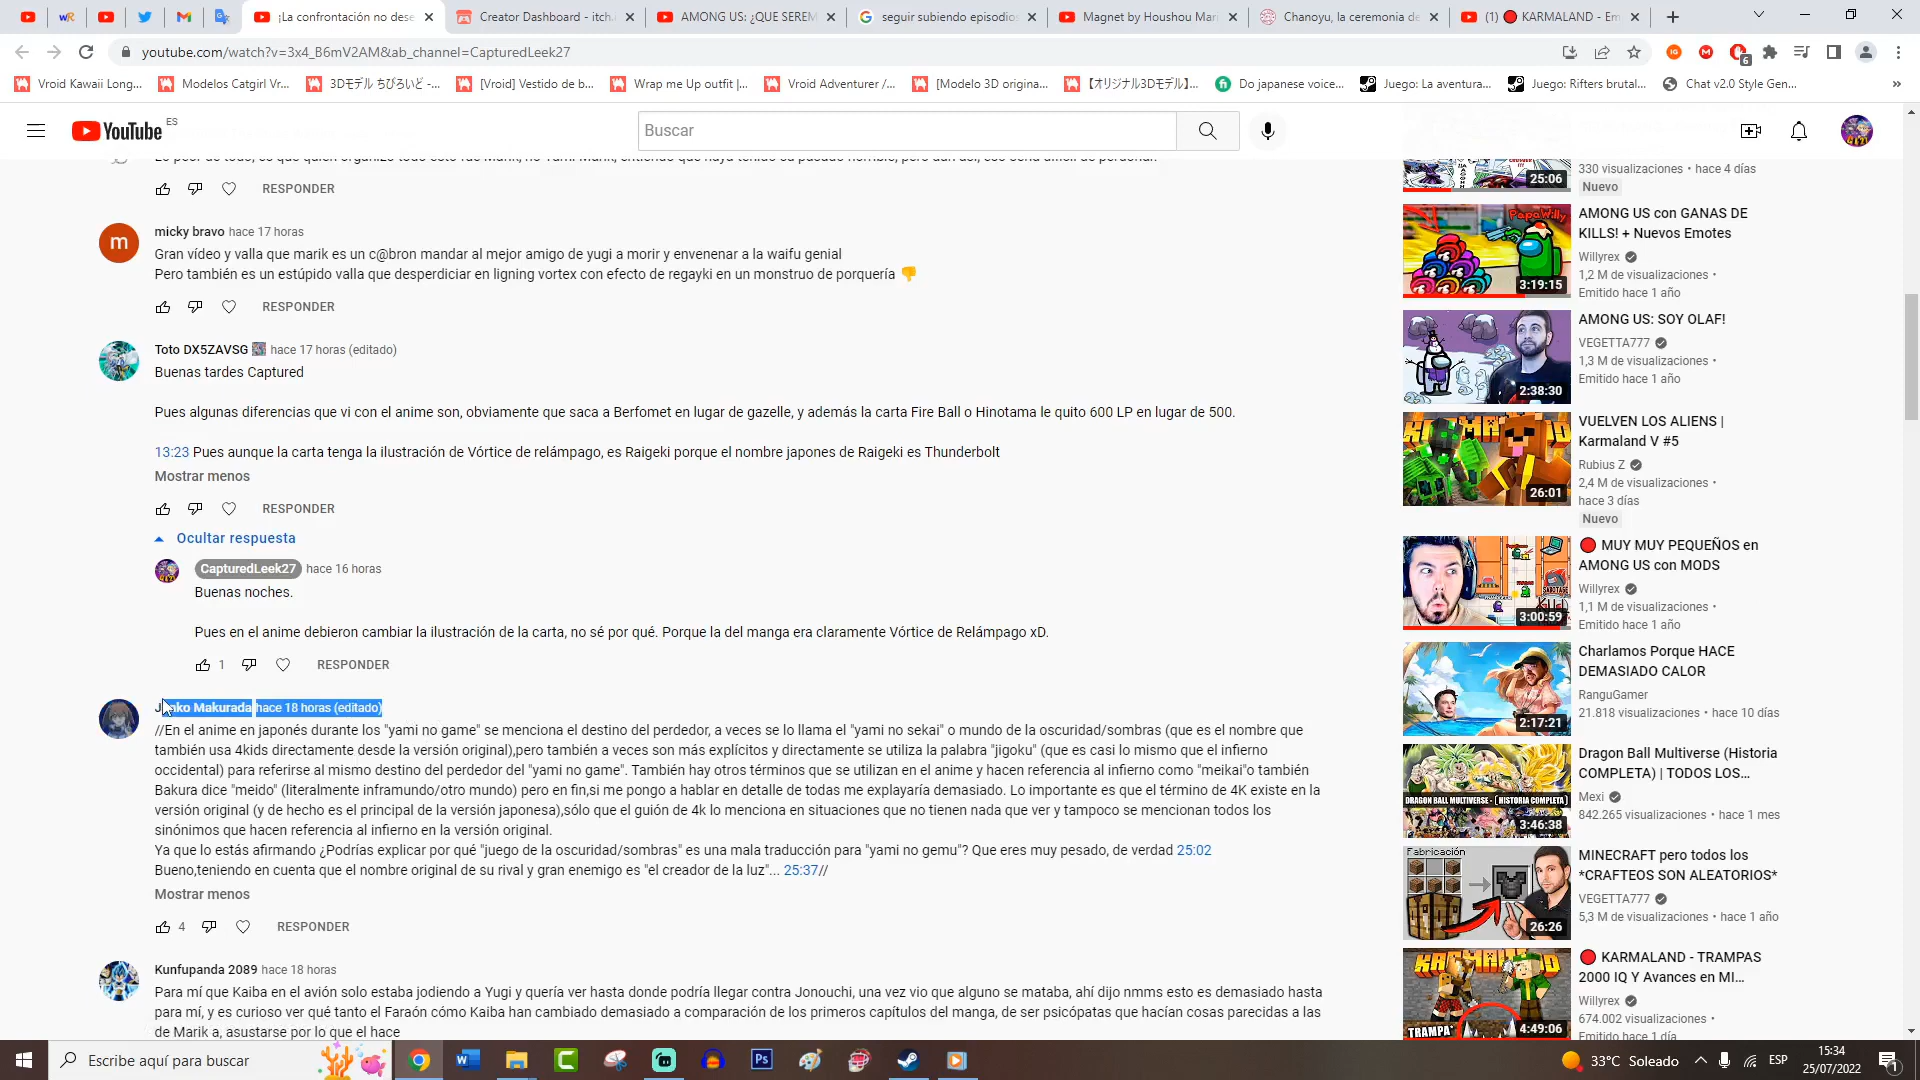 ¡La confrontación no dese
Creator Dashboard - itch.i
AMONG US: ¿QUE SEREM
seguir subiendo episodios
Magnet by Houshou Mar
Chanoyu, la ceremonia de
(1) 🔴 KARMALAND - Em
youtube.com/watch?v=3x4_B6mV2AM&ab_channel=CapturedLeek27
6
Vroid Kawaii Long...
Modelos Catgirl Vr...
3Dモデル ちびろいど -...
[Vroid] Vestido de b...
Wrap me Up outfit |...
Vroid Adventurer /...
[Modelo 3D origina...
【オリジナル3Dモデル】...
Do japanese voice...
Juego: La aventura...
Juego: Rifters brutal...
Chat v2.0 Style Gen...
YouTube ES
Buscar
RESPONDER
micky bravo hace 17 horas
Gran vídeo y valla que marik es un c@bron mandar al mejor amigo de yugi a morir y envenenar a la waifu genial
Pero también es un estúpido valla que desperdiciar en ligning vortex con efecto de regayki en un monstruo de porquería 👎
RESPONDER
Toto DX5ZAVSG hace 17 horas (editado)
Buenas tardes Captured
Pues algunas diferencias que vi con el anime son, obviamente que saca a Berfomet en lugar de gazelle, y además la carta Fire Ball o Hinotama le quito 600 LP en lugar de 500.
13:23 Pues aunque la carta tenga la ilustración de Vórtice de relámpago, es Raigeki porque el nombre japones de Raigeki es Thunderbolt
Mostrar menos
RESPONDER
Ocultar respuesta
CapturedLeek27 hace 16 horas
Buenas noches.
Pues en el anime debieron cambiar la ilustración de la carta, no sé por qué. Porque la del manga era claramente Vórtice de Relámpago xD.
1 RESPONDER
Makurada hace 18 horas (editado)
//En el anime en japonés durante los "yami no game" se menciona el destino del perdedor, a veces se lo llama el "yami no sekai" o mundo de la oscuridad/sombras (que es el nombre que
también usa 4kids directamente desde la versión original),pero también a veces son más explícitos y directamente se utiliza la palabra "jigoku" (que es casi lo mismo que el infierno
occidental) para referirse al mismo destino del perdedor del "yami no game". También hay otros términos que se utilizan en el anime y hacen referencia al infierno como "meikai"o también
Bakura dice "meido" (literalmente inframundo/otro mundo) pero en fin,si me pongo a hablar en detalle de todas me explayaría demasiado. Lo importante es que el término de 4K existe en la
versión original (y de hecho es el principal de la versión japonesa),sólo que el guión de 4k lo menciona en situaciones que no tienen nada que ver y tampoco se mencionan todos los
sinónimos que hacen referencia al infierno en la versión original.
Ya que lo estás afirmando ¿Podrías explicar por qué "juego de la oscuridad/sombras" es una mala traducción para "yami no gemu"? Que eres muy pesado, de verdad 25:02
Bueno,teniendo en cuenta que el nombre original de su rival y gran enemigo es "el creador de la luz"... 25:37//
Mostrar menos
4 RESPONDER
Kunfupanda 2089 hace 18 horas
Para mí que Kaiba en el avión solo estaba jodiendo a Yugi y quería ver hasta donde podría llegar contra Jonouchi, una vez vio que alguno se mataba, ahí dijo nmms esto es demasiado hasta
para mí, y es curioso ver qué tanto el Faraón cómo Kaiba han cambiado demasiado a comparación de los primeros capítulos del manga, de ser psicópatas que hacían cosas parecidas a las
de Marik a, asustarse por lo que el hace
25:06
330 visualizaciones • hace 4 días
Nuevo
PapaWilly
3:19:15
AMONG US con GANAS DE
KILLS! + Nuevos Emotes
Willyrex
1,2 M de visualizaciones •
Emitido hace 1 año
2:38:30
AMONG US: SOY OLAF!
VEGETTA777
1,3 M de visualizaciones •
Emitido hace 1 año
26:01
VUELVEN LOS ALIENS |
Karmaland V #5
Rubius Z
2,4 M de visualizaciones •
hace 3 días
Nuevo
3:00:59
🔴 MUY MUY PEQUEÑOS en
AMONG US con MODS
Willyrex
1,1 M de visualizaciones •
Emitido hace 1 año
2:17:21
Charlamos Porque HACE
DEMASIADO CALOR
RanguGamer
21.818 visualizaciones • hace 10 días
DRAGON BALL MULTIVERSE - [HISTORIA COMPLETA]
3:46:38
Dragon Ball Multiverse (Historia
COMPLETA) | TODOS LOS...
Mexi
842.265 visualizaciones • hace 1 mes
Fabricación
26:26
MINECRAFT pero todos los
*CRAFTEOS SON ALEATORIOS*
VEGETTA777
5,3 M de visualizaciones • hace 1 año
KARMALAND
TRAMPA
4:49:06
🔴 KARMALAND - TRAMPAS
2000 IQ Y Avances en MI...
Willyrex
674.002 visualizaciones •
Emitido hace 1 día
Escribe aquí para buscar
33°C Soleado
ESP
15:34
25/07/2022
1